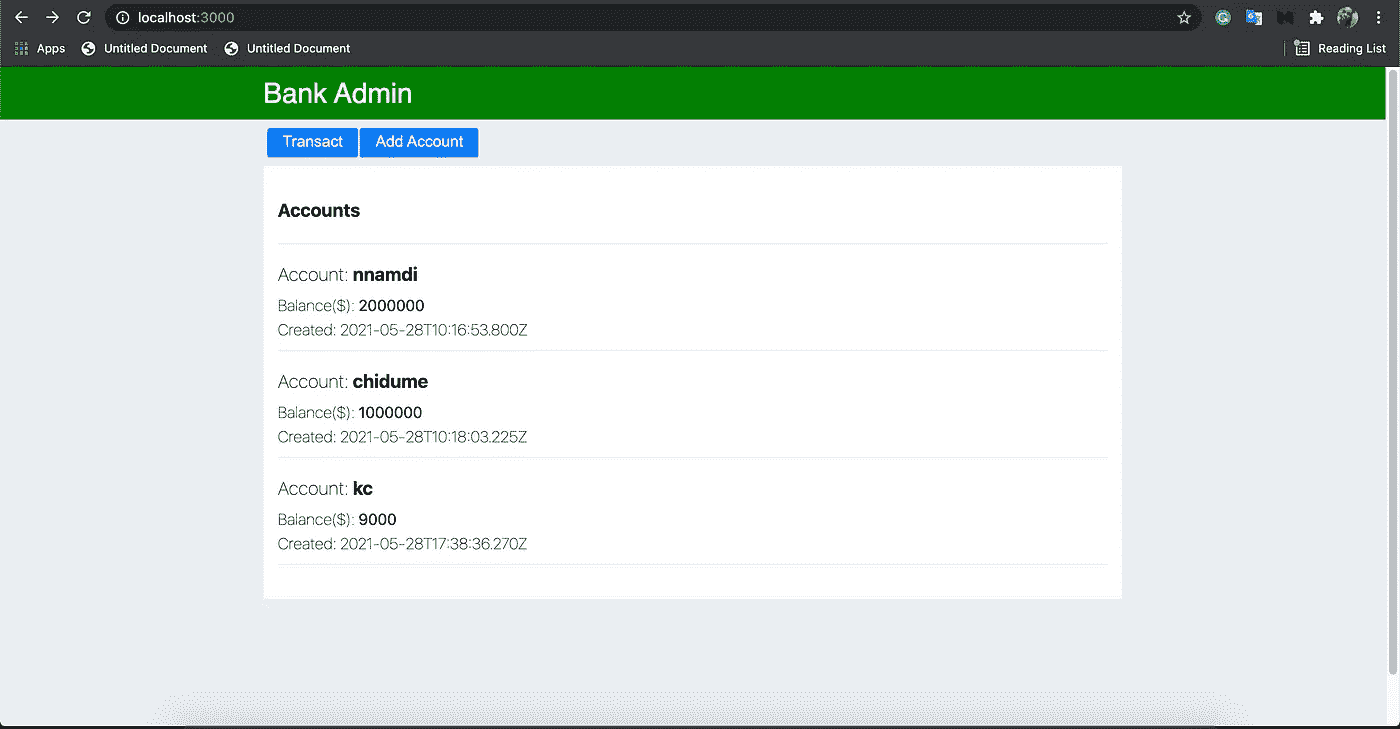 localhost:3000
Apps Untitled Document Untitled Document Reading List
Bank Admin
Transact Add Account
Accounts
Account: nnamdi
Balance($): 2000000
Created: 2021-05-28T10:16:53.800Z
Account: chidume
Balance($): 1000000
Created: 2021-05-28T10:18:03.225Z
Account: kc
Balance($): 9000
Created: 2021-05-28T17:38:36.270Z